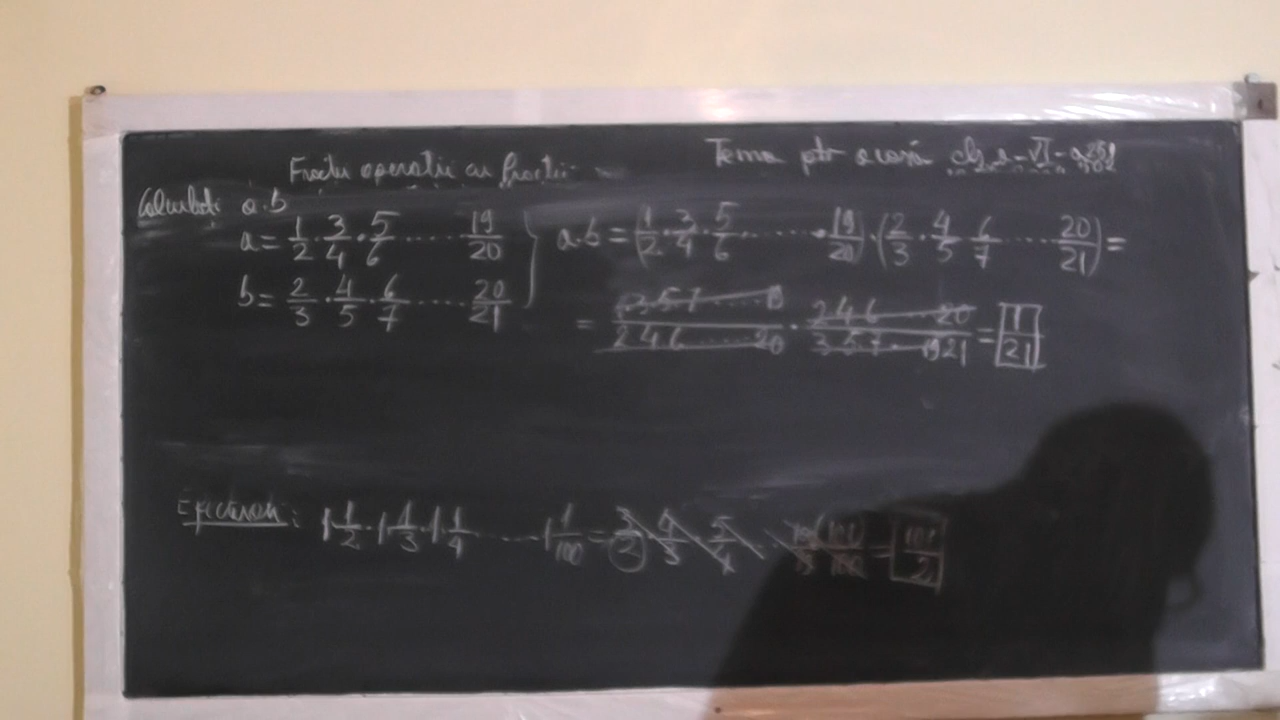 Fracții operații cu fracții
Tema ptr acasă cls a-VI-a
Calculați a·b
a = 1/2 · 3/4 · 5/6 ..... 19/20
b = 2/3 · 4/5 · 6/7 ..... 20/21
a·b = (1/2 · 3/4 · 5/6 ....... 19/20) · (2/3 · 4/5 · 6/7 ..... 20/21) =
= 1·3·5·7 ...... 19 / 2·4·6 ...... 20 · 2·4·6 ... 20 / 3·5·7 ... 19·21 = 1/21
Efectuați: 1 1/2 · 1 1/3 · 1 1/4 ...... 1 1/100 = 3/2 · 4/3 · 5/4 ... 101/100 = 101/2